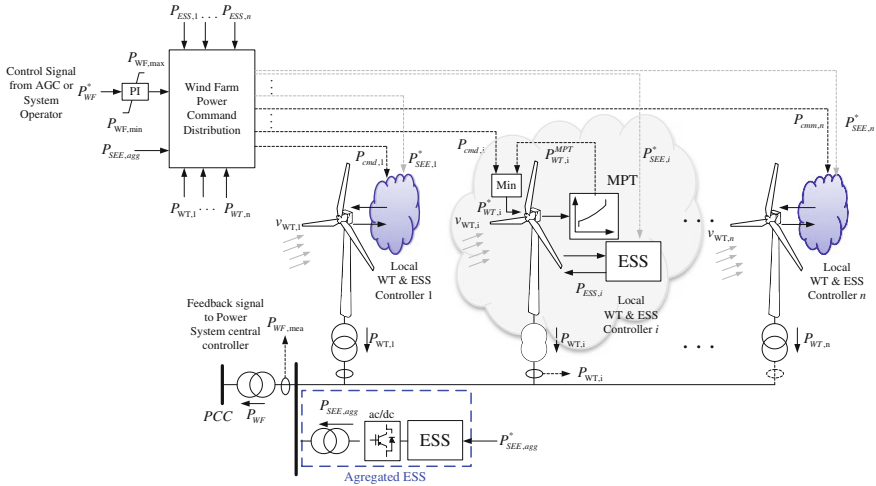 P_ESS,1 . . . P_ESS,n
P_WF,max
Control Signal
from AGC or
System
Operator
P*_WF
PI
P_WF,min
P_SEE,agg
Wind Farm
Power
Command
Distribution
P_WT,1 . . . P_WT,n
P_cmd,1
P*_SEE,1
P_cmd,i
P^MPT_WT,i
P*_SEE,i
P_cmm,n
P*_SEE,n
Min
MPT
P*_WT,i
v_WT,1
v_WT,i
v_WT,n
. . .
ESS
P_ESS,i
Local
WT & ESS
Controller 1
Local
WT & ESS
Controller i
Local
WT & ESS
Controller n
Feedback signal
to Power
System central
controller
P_WF,mea
P_WT,1
P_WT,i
P_WT,n
. . .
P_WT,i
PCC
P_WF
P_SEE,agg
ac/dc
ESS
P*_SEE,agg
Agregated ESS